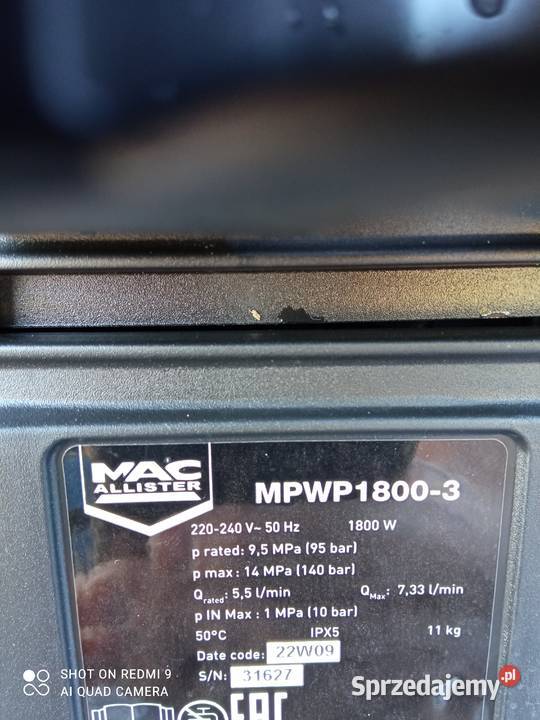 MAC
ALLISTER
MPWP1800-3
220-240 V~ 50 Hz 1800 W
p rated: 9,5 MPa (95 bar)
p max : 14 MPa (140 bar)
Qrated: 5,5 l/min QMax: 7,33 l/min
p IN Max : 1 MPa (10 bar)
50°C IPX5 11 kg
Date code: 22W09
S/N: 31627
EAC
SHOT ON REDMI 9
AI QUAD CAMERA
Sprzedajemy.pl